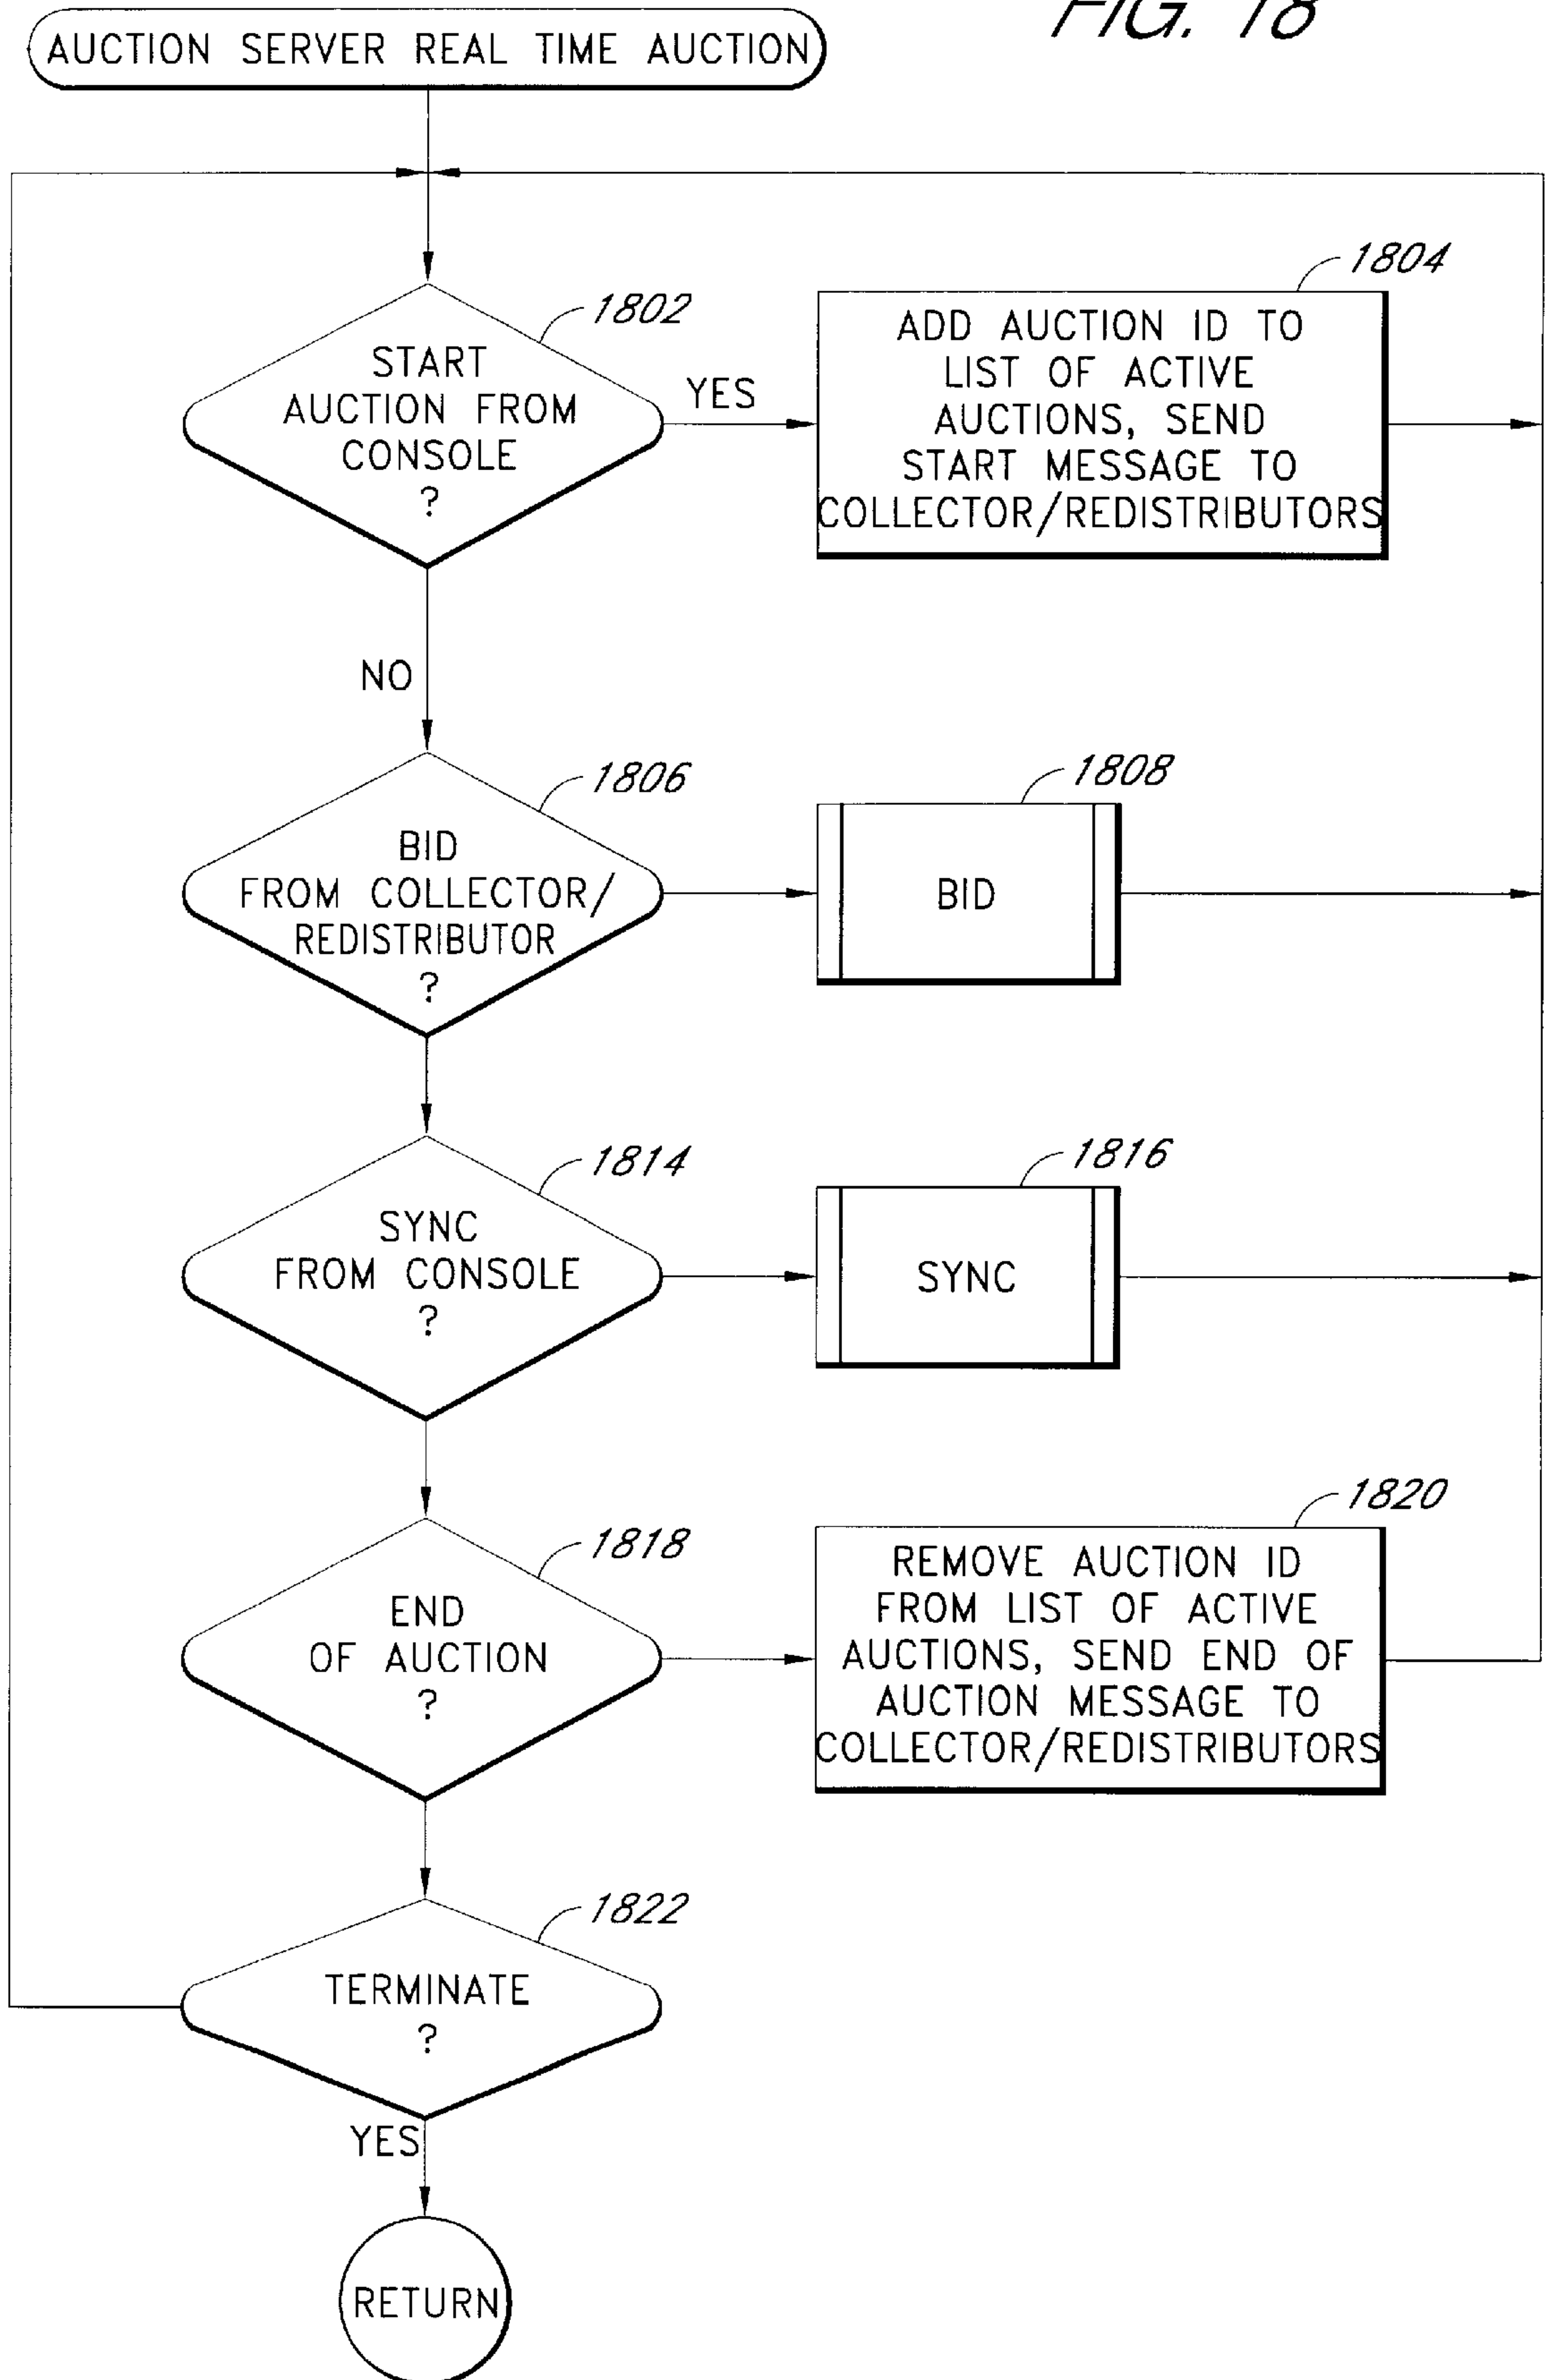 FIG. 18
AUCTION SERVER REAL TIME AUCTION
1802
START
AUCTION FROM
CONSOLE
?
YES
1804
ADD AUCTION ID TO
LIST OF ACTIVE
AUCTIONS, SEND
START MESSAGE TO
COLLECTOR/REDISTRIBUTORS
NO
1806
BID
FROM COLLECTOR/
REDISTRIBUTOR
?
1808
BID
1814
SYNC
FROM CONSOLE
?
1816
SYNC
1818
END
OF AUCTION
?
1820
REMOVE AUCTION ID
FROM LIST OF ACTIVE
AUCTIONS, SEND END OF
AUCTION MESSAGE TO
COLLECTOR/REDISTRIBUTORS
1822
TERMINATE
?
YES
RETURN